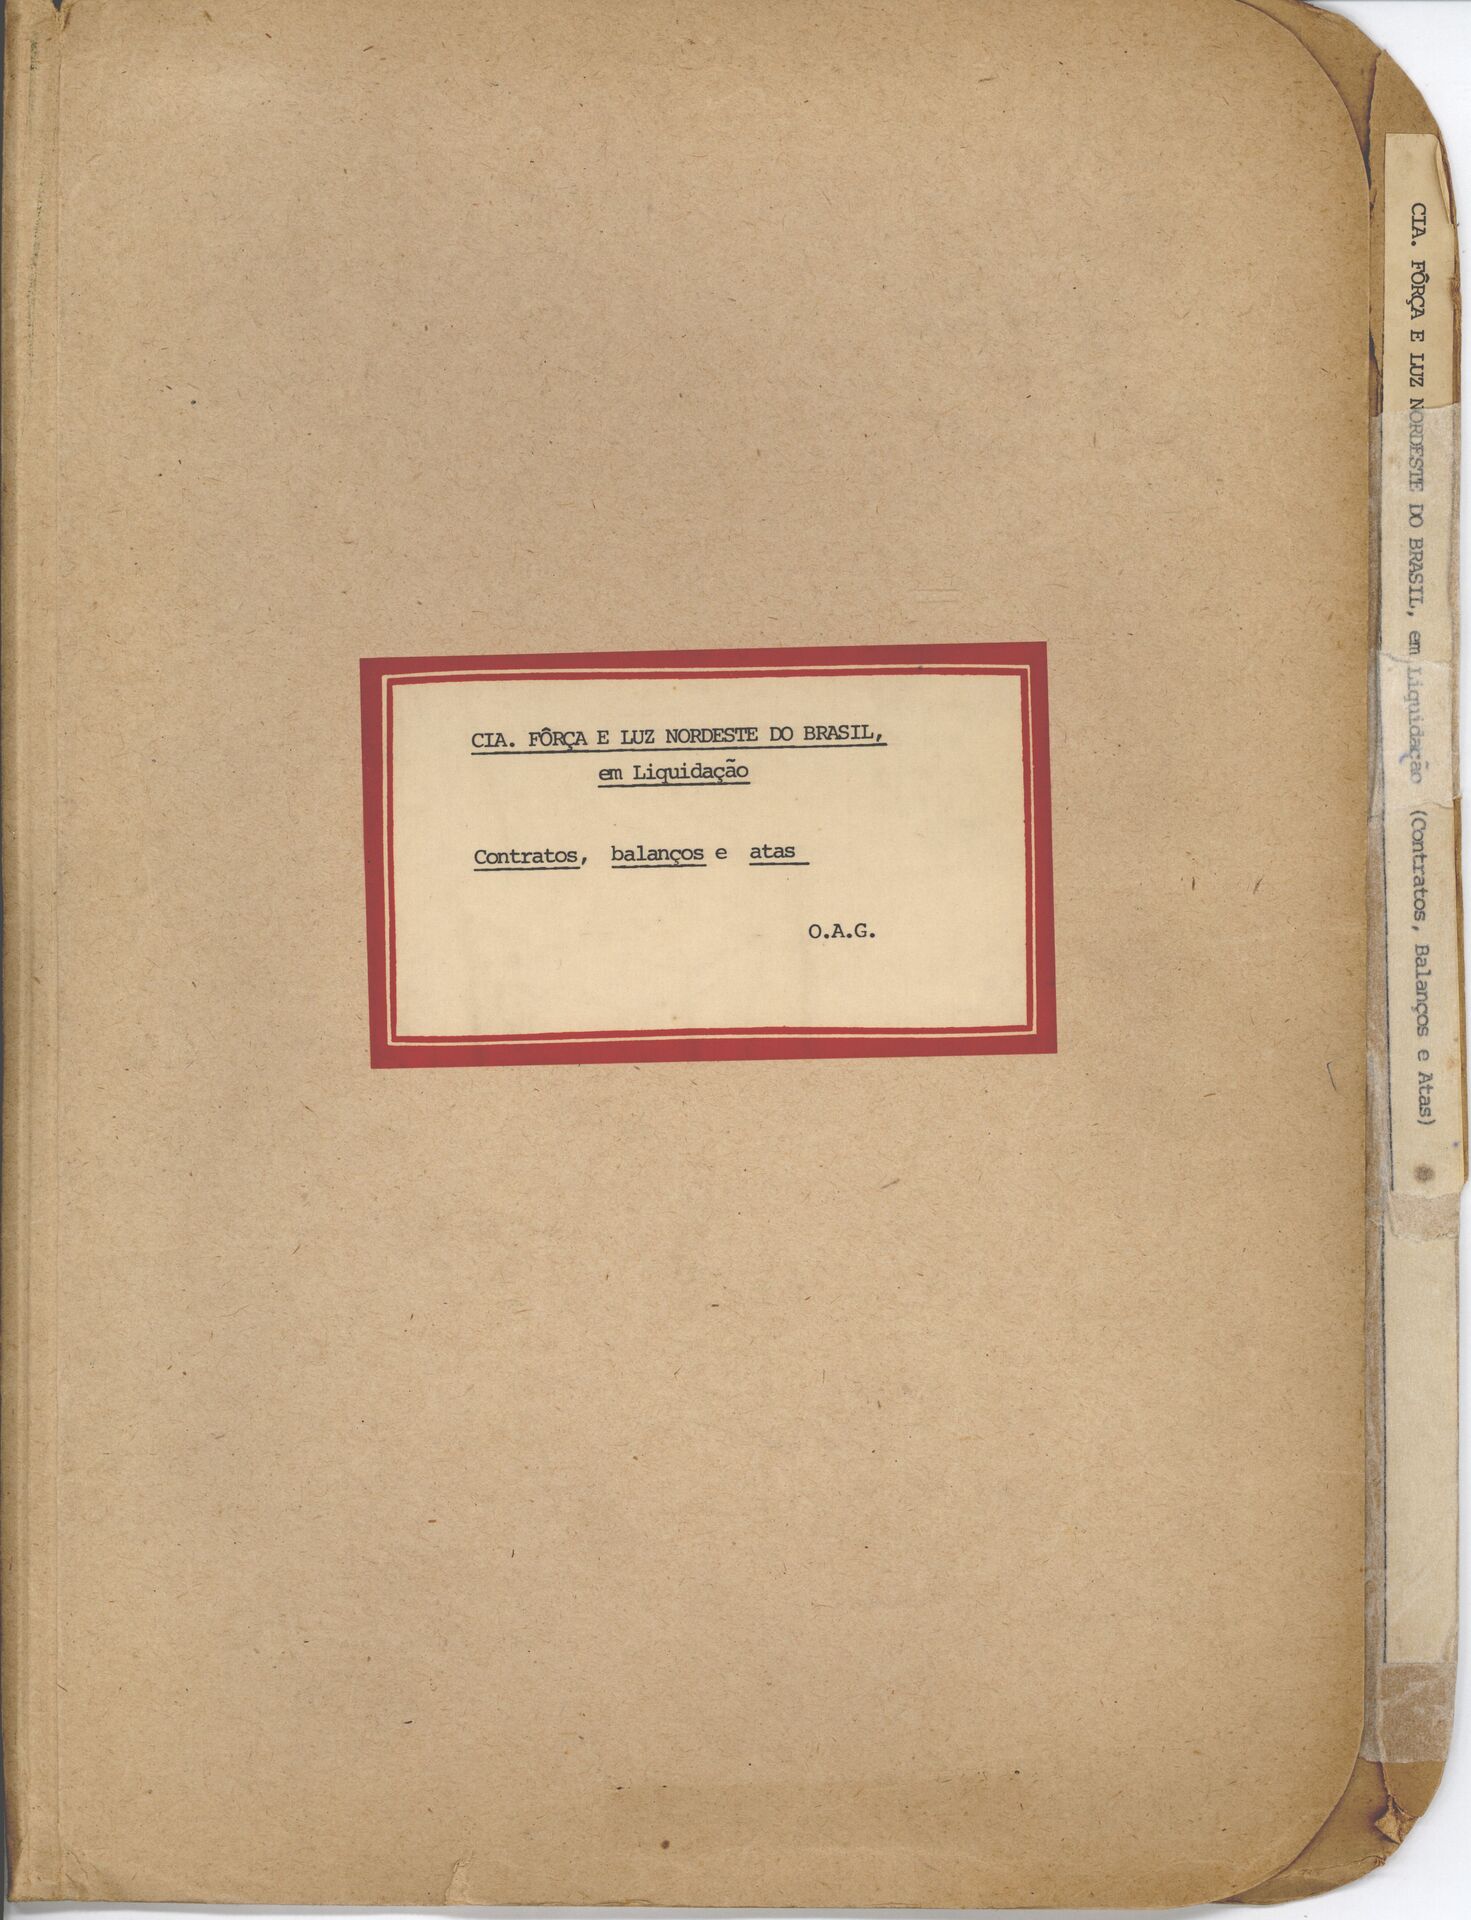 CIA. FÔRÇA E LUZ NORDESTE DO BRASIL,
em Liquidação
Contratos, balanços e atas
O.A.G.
CIA. FÔRÇA E LUZ NORDESTE DO BRASIL, em Liquidação (Contratos, Balanços e Atas)